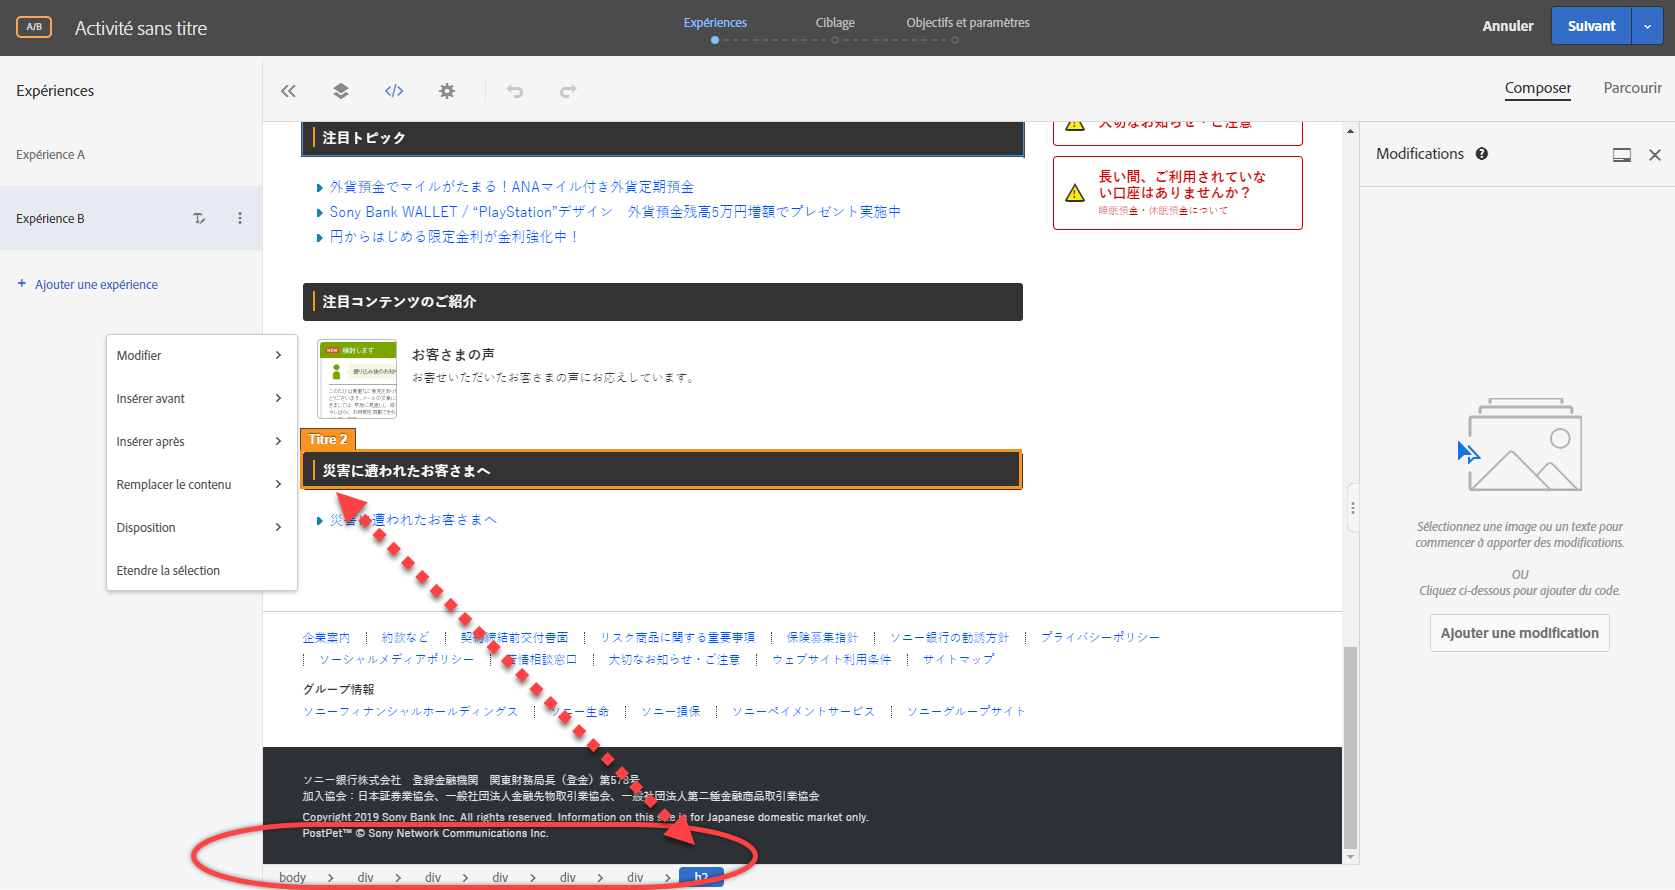 A/B
Activité sans titre
Expériences
Ciblage
Objectifs et paramètres
Annuler
Suivant
Expériences
Composer
Parcourir
Expérience A
Expérience B
+ Ajouter une expérience
Modifier
Insérer avant
Insérer après
Remplacer le contenu
Disposition
Etendre la sélection
注目トピック
外貨預金でマイルがたまる！ANAマイル付き外貨定期預金
Sony Bank WALLET / “PlayStation”デザイン　外貨預金残高5万円増額でプレゼント実施中
円からはじめる限定金利が金利強化中！
大切なお知らせ・ご注意
長い間、ご利用されていな
い口座はありませんか？
睡眠預金・休眠預金について
注目コンテンツのご紹介
NEW 検討します
お客さまの声
お寄せいただいたお客さまの声にお応えしています。
Titre 2
災害に遭われたお客さまへ
災害に遭われたお客さまへ
企業案内
約款など
契約締結前交付書面
リスク商品に関する重要事項
保険募集指針
ソニー銀行の勧誘方針
プライバシーポリシー
ソーシャルメディアポリシー
苦情相談窓口
大切なお知らせ・ご注意
ウェブサイト利用条件
サイトマップ
グループ情報
ソニーフィナンシャルホールディングス
ソニー生命
ソニー損保
ソニーペイメントサービス
ソニーグループサイト
ソニー銀行株式会社　登録金融機関　関東財務局長（登金）第578号
加入協会：日本証券業協会、一般社団法人金融先物取引業協会、一般社団法人第二種金融商品取引業協会
Copyright 2019 Sony Bank Inc. All rights reserved. Information on this site is for Japanese domestic market only.
PostPet™ © Sony Network Communications Inc.
body > div > div > div > div > div > h2
Modifications
Sélectionnez une image ou un texte pour
commencer à apporter des modifications.
OU
Cliquez ci-dessous pour ajouter du code.
Ajouter une modification